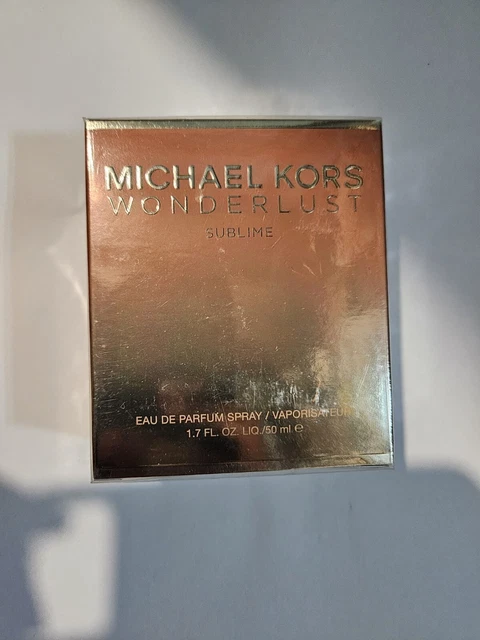 MICHAEL KORS
WONDERLUST
SUBLIME
EAU DE PARFUM SPRAY / VAPORISATEUR
1.7 FL. OZ. LIQ./50 ml ℮